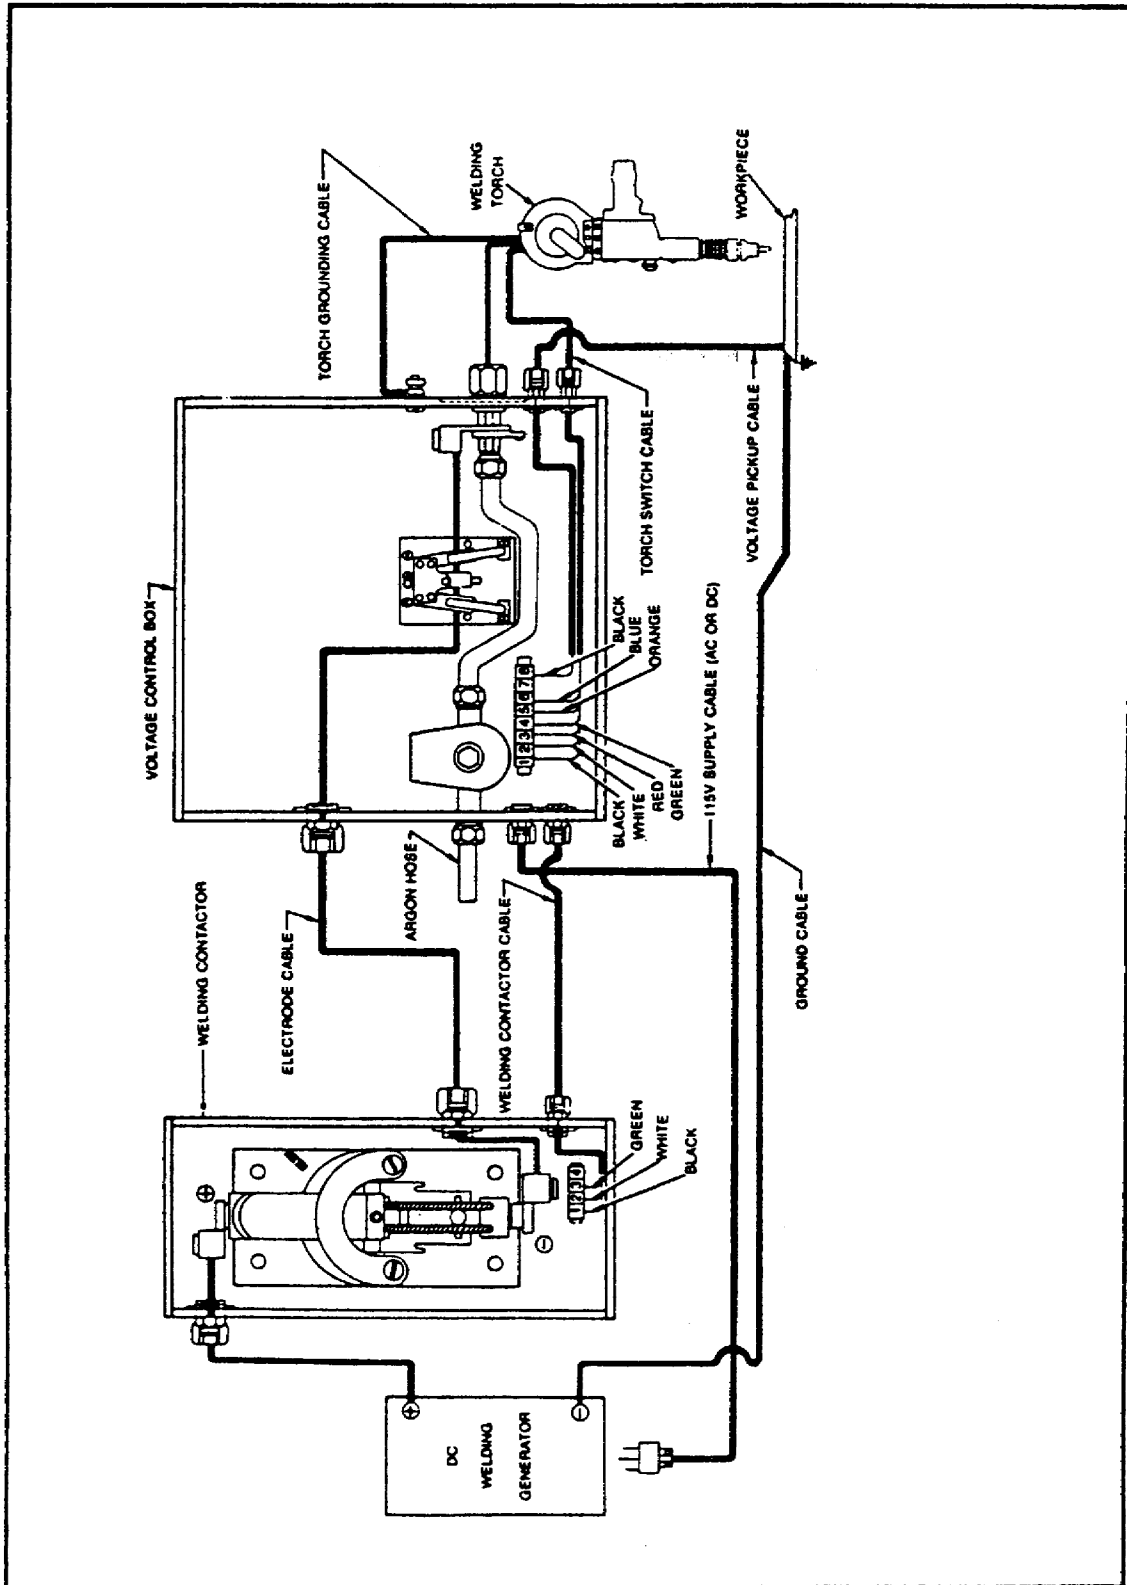 VOLTAGE CONTROL BOX
TORCH GROUNDING CABLE
WELDING
TORCH
WORKPIECE
WELDING CONTACTOR
ELECTRODE CABLE
ARGON HOSE
WELDING CONTACTOR CABLE
1 2 3 4 5 6 7 8
BLACK
WHITE
RED
GREEN
BLACK
BLUE
ORANGE
TORCH SWITCH CABLE
VOLTAGE PICKUP CABLE
115V SUPPLY CABLE (AC OR DC)
GROUND CABLE
1 2 3 4
GREEN
WHITE
BLACK
+
−
DC
WELDING
GENERATOR
+
−